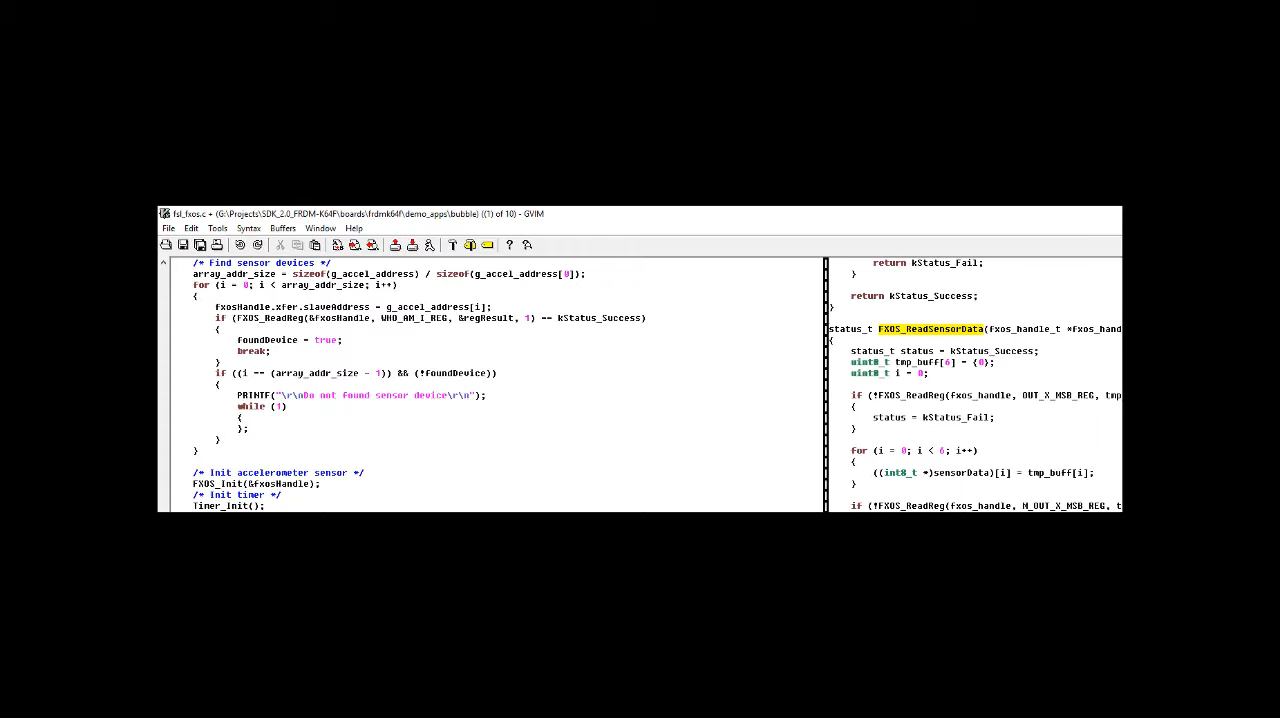 fsl_fxos.c + (G:\Projects\SDK_2.0_FRDM-K64F\boards\frdmk64f\demo_apps\bubble) ((1) of 10) - GVIM
File Edit Tools Syntax Buffers Window Help
/* Find sensor devices */
array_addr_size = sizeof(g_accel_address) / sizeof(g_accel_address[0]);
for (i = 0; i < array_addr_size; i++)
{
fxosHandle.xfer.slaveAddress = g_accel_address[i];
if (FXOS_ReadReg(&fxosHandle, WHO_AM_I_REG, &regResult, 1) == kStatus_Success)
{
foundDevice = true;
break;
}
if ((i == (array_addr_size - 1)) && (!foundDevice))
{
PRINTF("\r\nDo not found sensor device\r\n");
while (1)
{
};
}
}
/* Init accelerometer sensor */
FXOS_Init(&fxosHandle);
/* Init timer */
Timer_Init();
return kStatus_Fail;
}
return kStatus_Success;
}
status_t FXOS_ReadSensorData(fxos_handle_t *fxos_hand
{
status_t status = kStatus_Success;
uint8_t tmp_buff[6] = {0};
uint8_t i = 0;
if (!FXOS_ReadReg(fxos_handle, OUT_X_MSB_REG, tmp
{
status = kStatus_Fail;
}
for (i = 0; i < 6; i++)
{
((int8_t *)sensorData)[i] = tmp_buff[i];
}
if (!FXOS_ReadReg(fxos_handle, M_OUT_X_MSB_REG, t